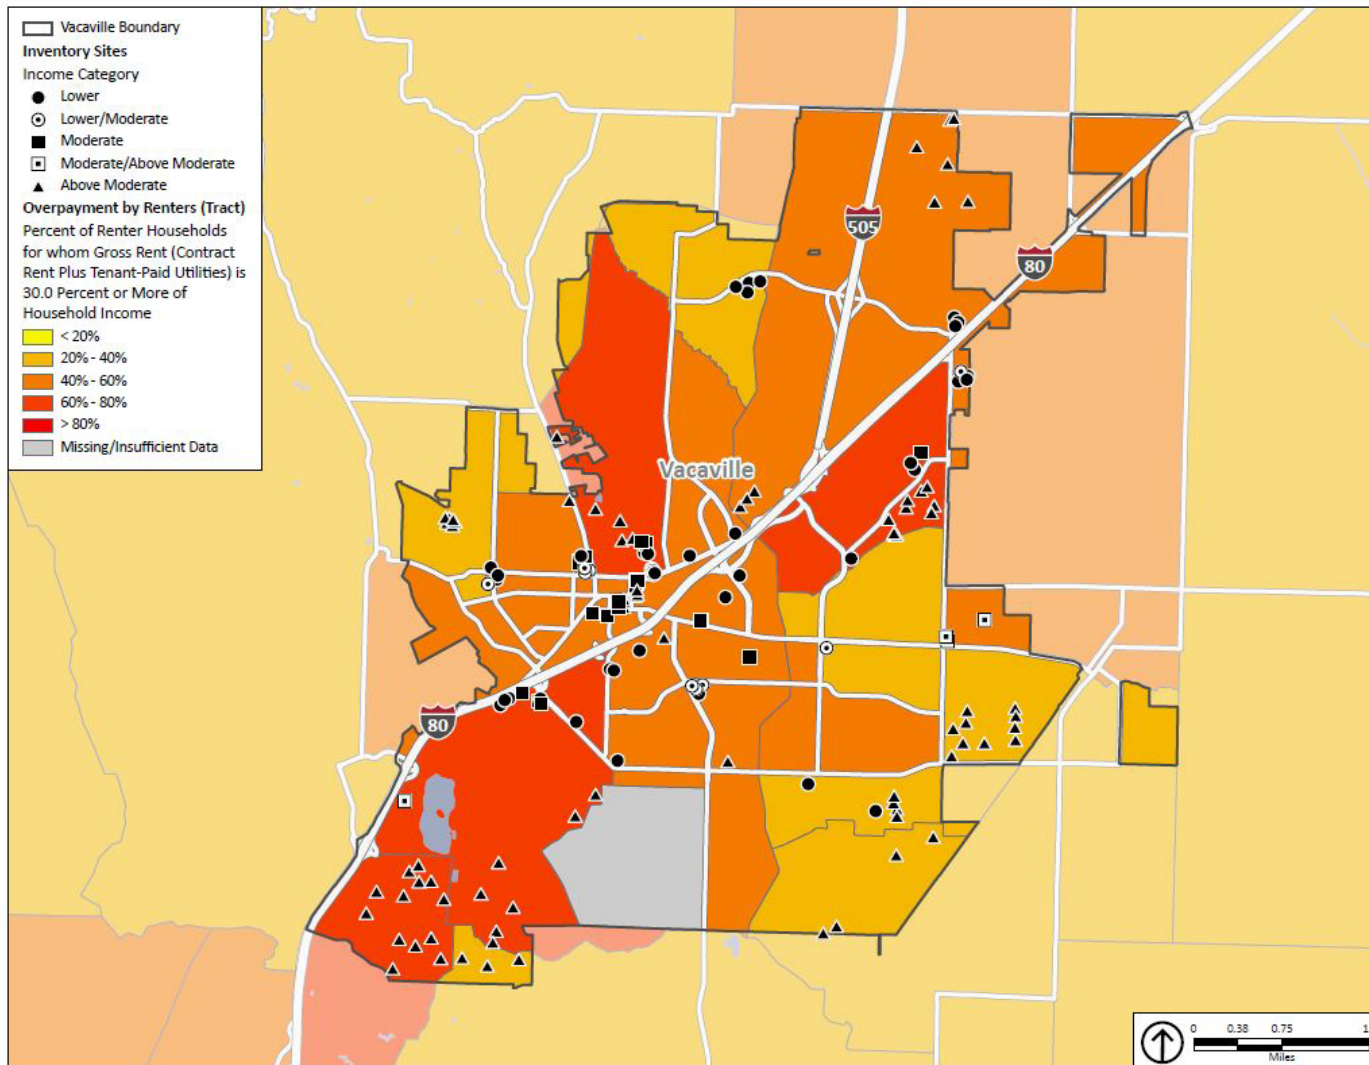 Vacaville Boundary
Inventory Sites
Income Category
Lower
Lower/Moderate
Moderate
Moderate/Above Moderate
Above Moderate
Overpayment by Renters (Tract)
Percent of Renter Households
for whom Gross Rent (Contract
Rent Plus Tenant-Paid Utilities) is
30.0 Percent or More of
Household Income
< 20%
20% - 40%
40% - 60%
60% - 80%
> 80%
Missing/Insufficient Data
505
80
Vacaville
80
0 0.38 0.75
Miles